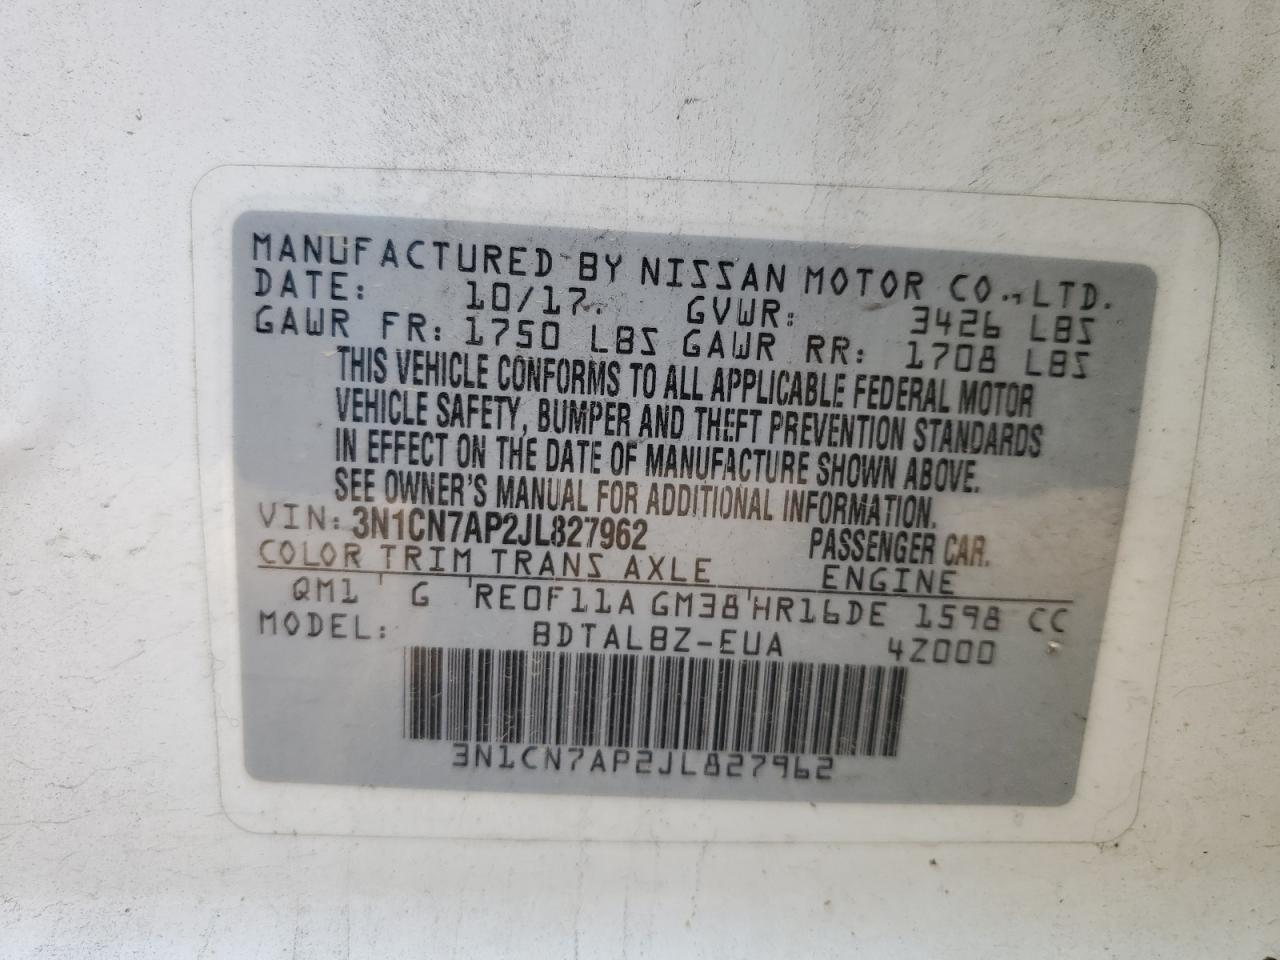 MANUFACTURED BY NISSAN MOTOR CO., LTD.
DATE: 10/17. GVWR: 3426 LBS
GAWR FR: 1750 LBS GAWR RR: 1708 LBS
THIS VEHICLE CONFORMS TO ALL APPLICABLE FEDERAL MOTOR
VEHICLE SAFETY, BUMPER AND THEFT PREVENTION STANDARDS
IN EFFECT ON THE DATE OF MANUFACTURE SHOWN ABOVE.
SEE OWNER'S MANUAL FOR ADDITIONAL INFORMATION.
VIN: 3N1CN7AP2JL827962 PASSENGER CAR.
COLOR TRIM TRANS AXLE ENGINE
QM1 G RE0F11A GM38 HR16DE 1598 CC
MODEL: BDTALBZ-EUA 4Z000
3N1CN7AP2JL827962